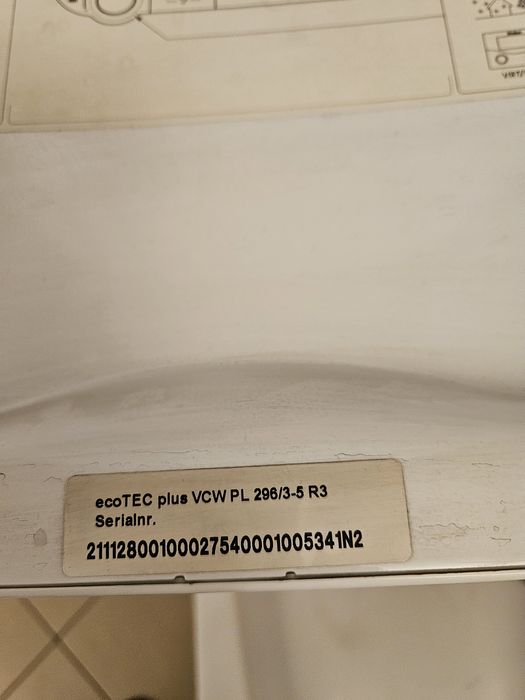 ecoTEC plus VCW PL 296/3-5 R3
Serialnr.
21112800100027540001005341N2